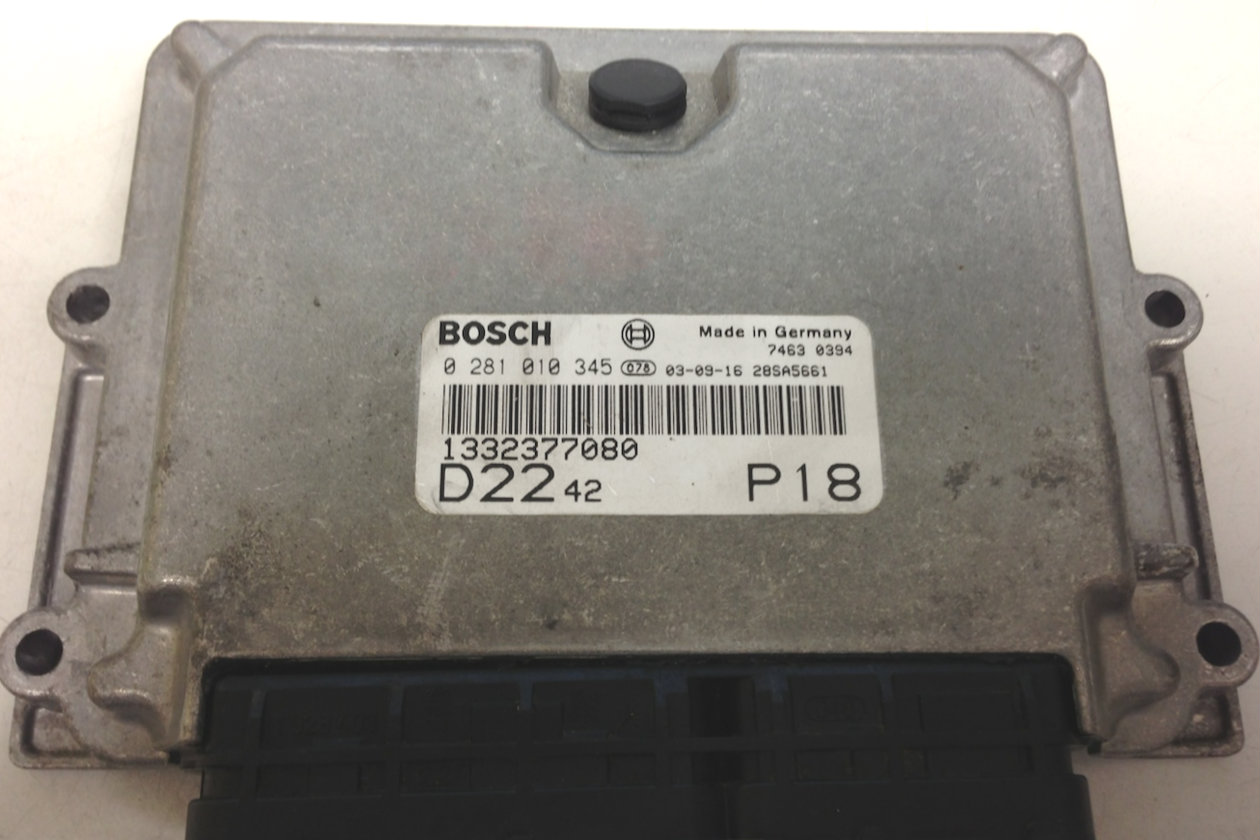 BOSCH Made in Germany
7463 0394
0 281 010 345 078 03-09-16 28SA5661
1332377080
D22 42 P18